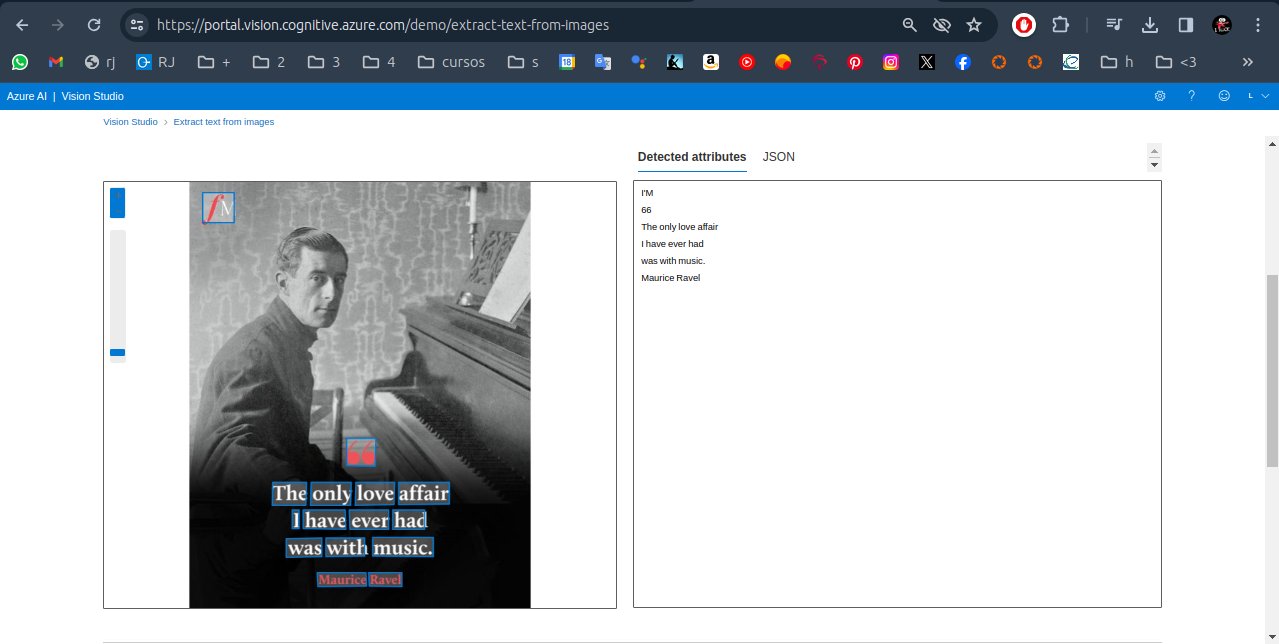 https://portal.vision.cognitive.azure.com/demo/extract-text-from-images
rj
RJ
+
2
3
4
cursos
s
18
h
<3
»
Azure AI | Vision Studio
?
L
Vision Studio > Extract text from images
Detected attributes
JSON
fM
❝
The only love affair
I have ever had
was with music.
Maurice Ravel
I'M
66
The only love affair
I have ever had
was with music.
Maurice Ravel